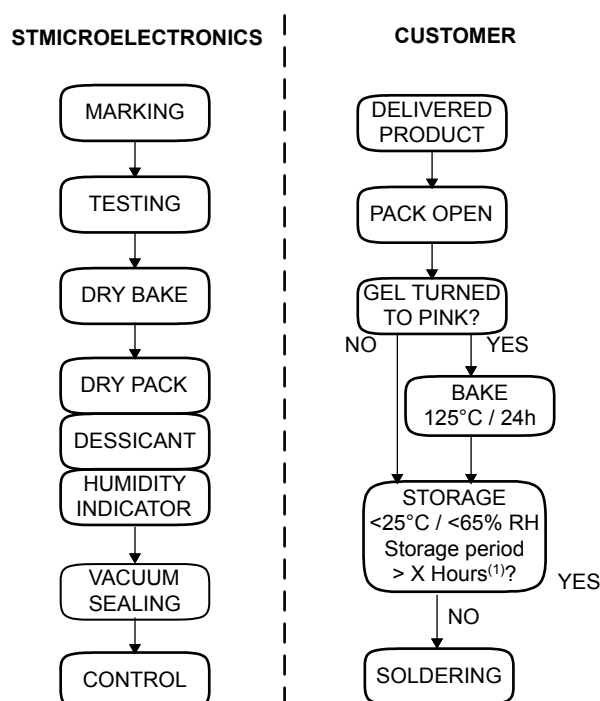 STMICROELECTRONICS
MARKING
TESTING
DRY BAKE
DRY PACK
DESSICANT
HUMIDITY
INDICATOR
VACUUM
SEALING
CONTROL
CUSTOMER
DELIVERED
PRODUCT
PACK OPEN
GEL TURNED
TO PINK?
NO
YES
BAKE
125°C / 24h
STORAGE
<25°C / <65% RH
Storage period
> X Hours(1)?
YES
NO
SOLDERING